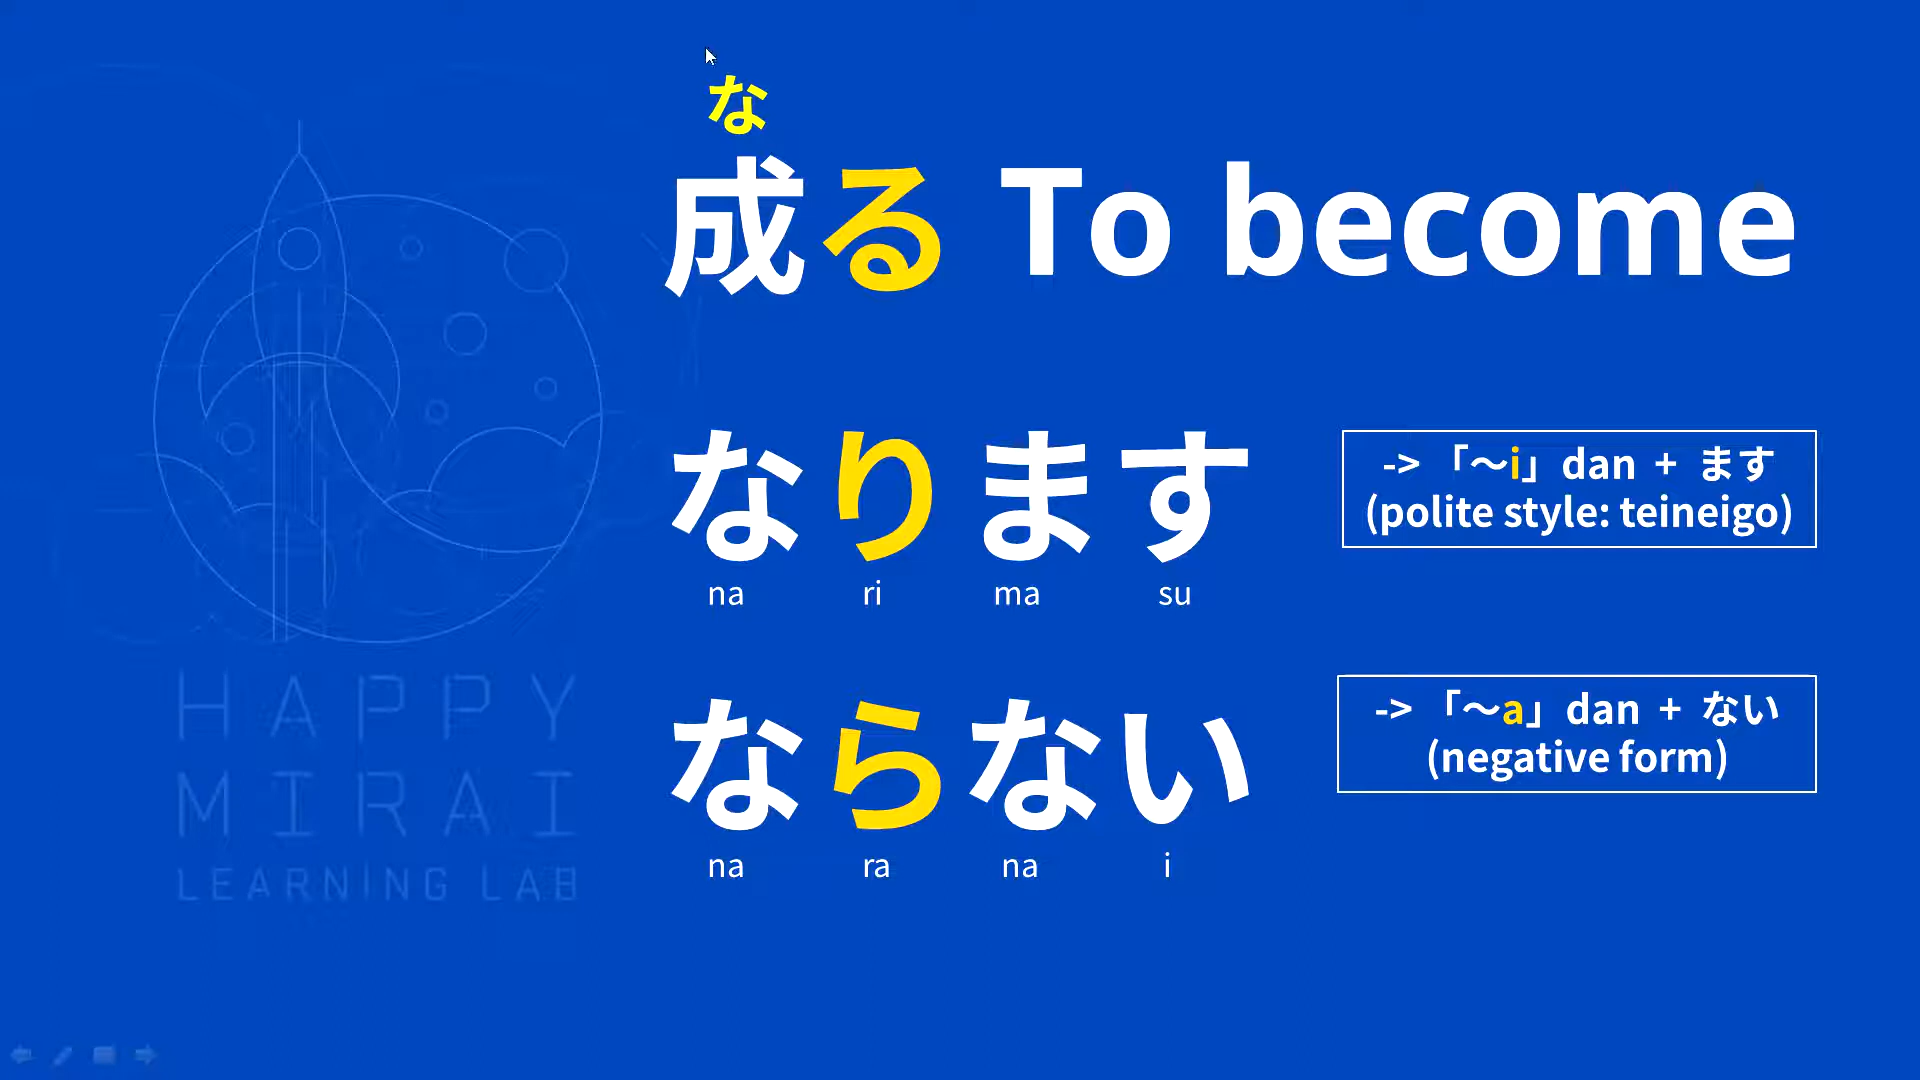 な
成る To become
なります
na ri ma su
-> 「～i」 dan + ます
(polite style: teineigo)
ならない
na ra na i
-> 「～a」 dan + ない
(negative form)
HAPPY
MIRAI
LEARNING LAB